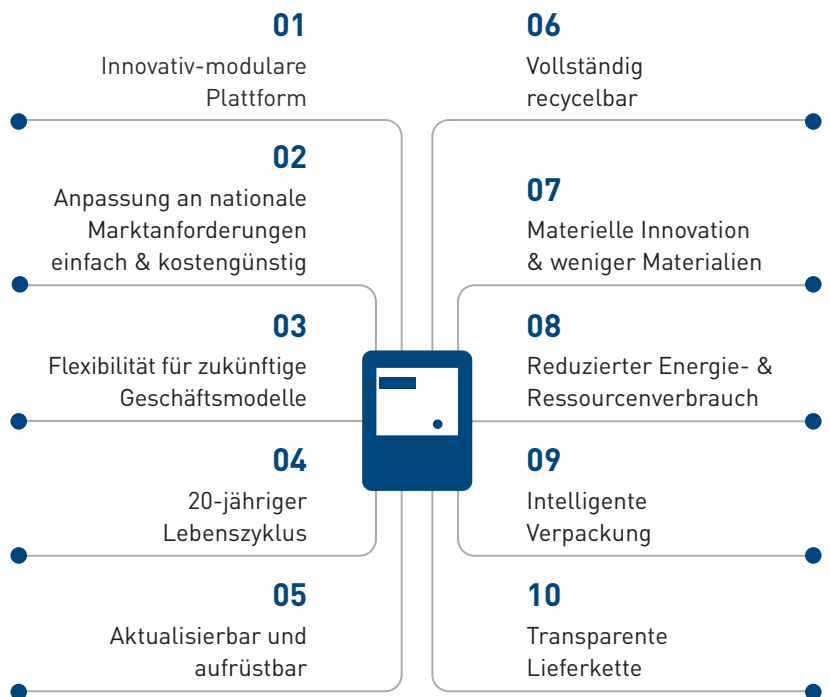 01
Innovativ-modulare
Plattform
02
Anpassung an nationale
Marktanforderungen
einfach & kostengünstig
03
Flexibilität für zukünftige
Geschäftsmodelle
04
20-jähriger
Lebenszyklus
05
Aktualisierbar und
aufrüstbar
06
Vollständig
recycelbar
07
Materielle Innovation
& weniger Materialien
08
Reduzierter Energie- &
Ressourcenverbrauch
09
Intelligente
Verpackung
10
Transparente
Lieferkette